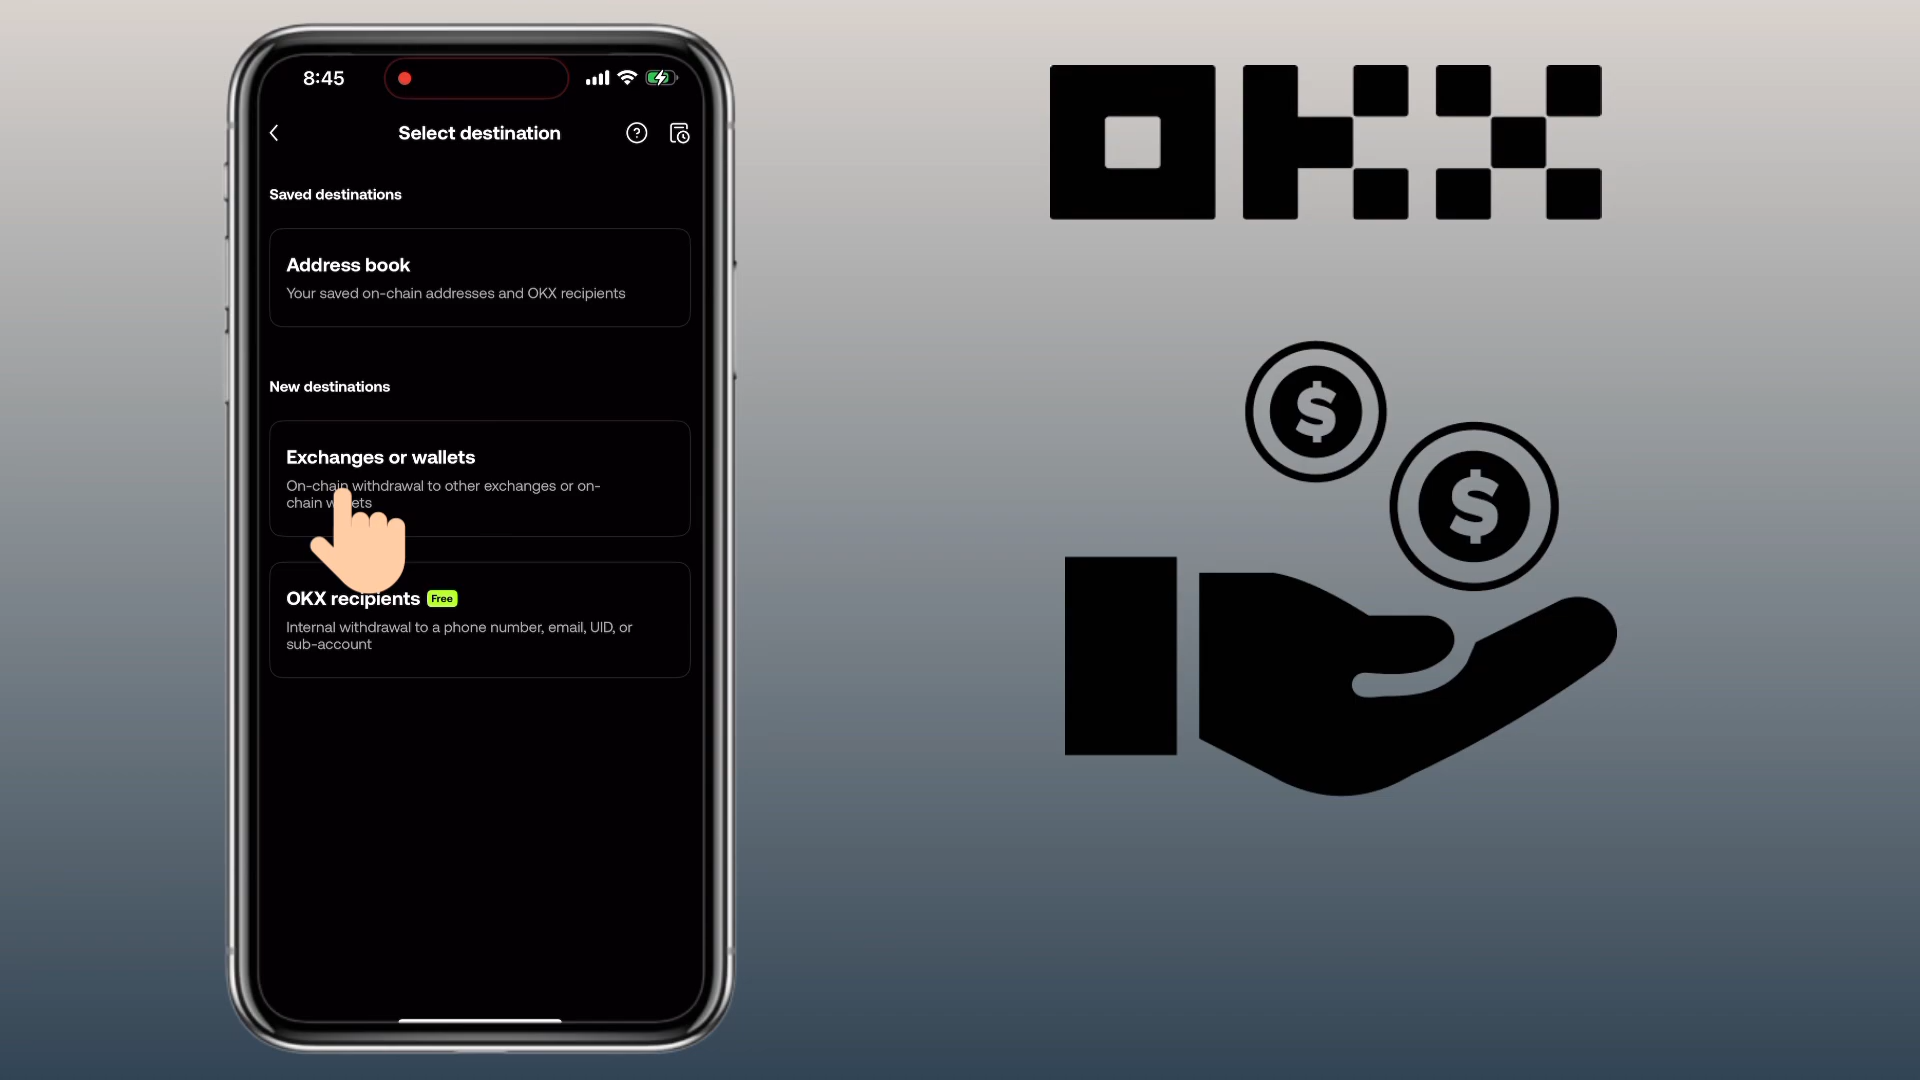 8:45
Select destination
Saved destinations
Address book
Your saved on-chain addresses and OKX recipients
New destinations
Exchanges or wallets
On-chain withdrawal to other exchanges or on-
chain wallets
OKX recipients Free
Internal withdrawal to a phone number, email, UID, or
sub-account
OKX
$
$